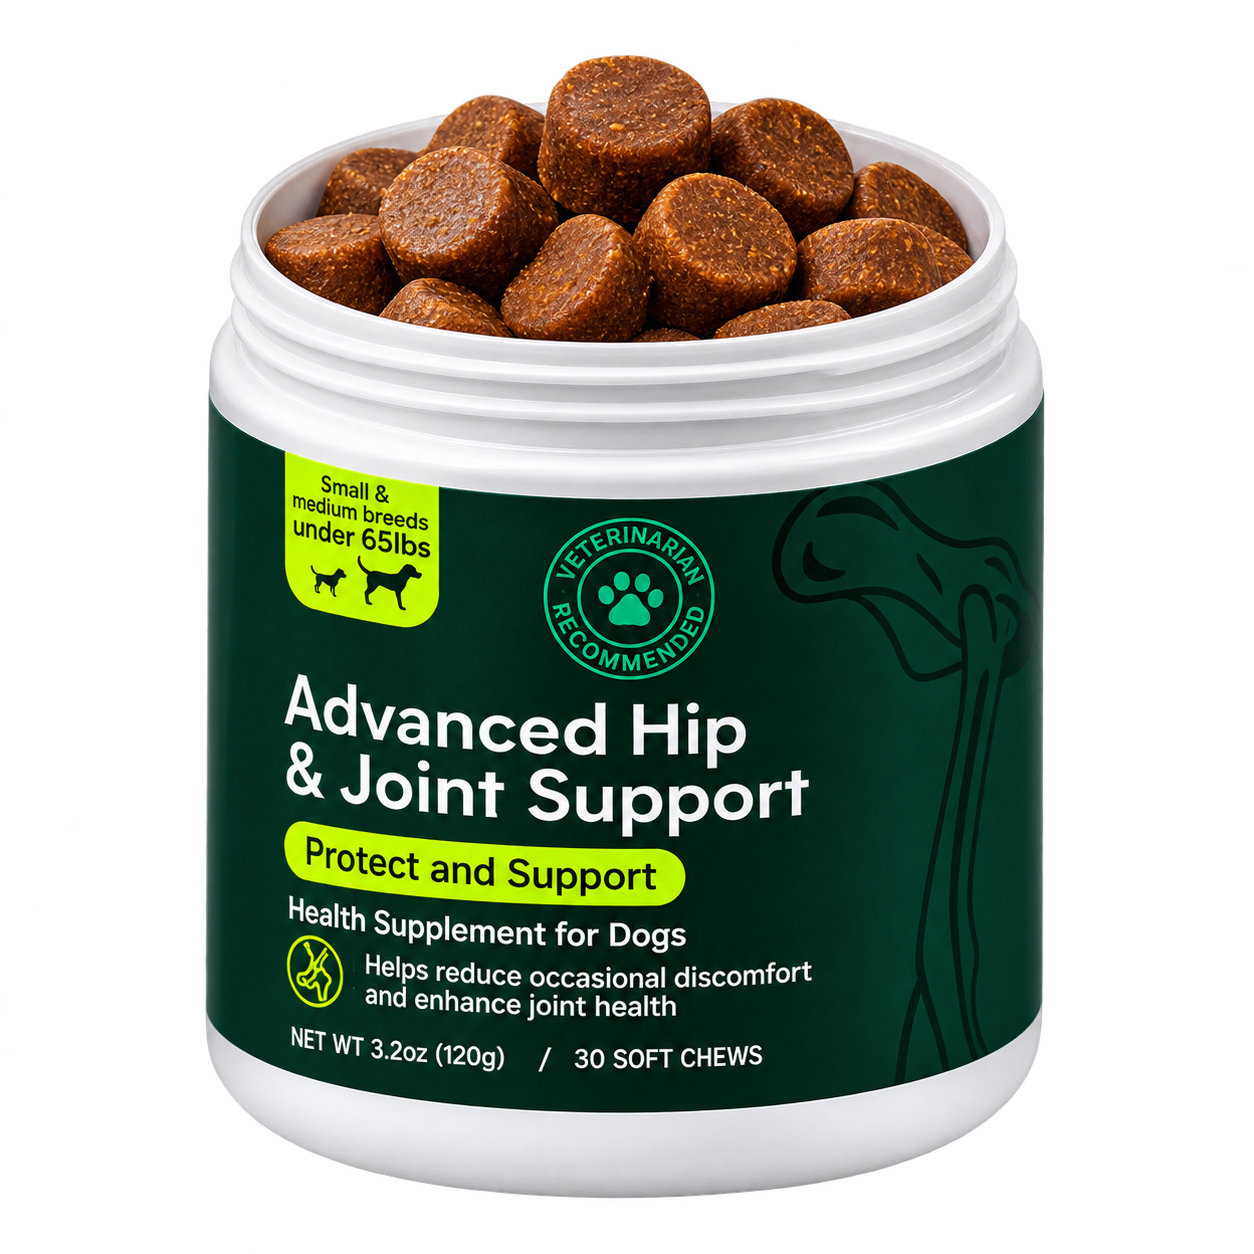 Small &
medium breeds
under 65lbs
VETERINARIAN
RECOMMENDED
Advanced Hip
& Joint Support
Protect and Support
Health Supplement for Dogs
Helps reduce occasional discomfort
and enhance joint health
NET WT 3.2oz (120g) / 30 SOFT CHEWS